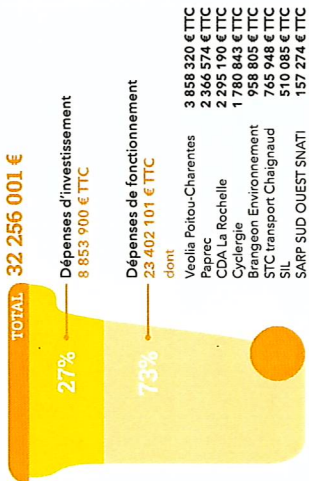 TOTAL 32 256 001 €
27%
Dépenses d'investissement
8 853 900 € TTC
73%
Dépenses de fonctionnement
23 402 101 € TTC
dont
Veolia Poitou-Charentes 3 858 320 € TTC
Paprec 2 366 574 € TTC
CDA La Rochelle 2 295 190 € TTC
Cyclergie 1 780 843 € TTC
Brangeon Environnement 958 805 € TTC
STC transport Chaignaud 765 948 € TTC
SIL 510 085 € TTC
SARP SUD OUEST SNATI 157 274 € TTC